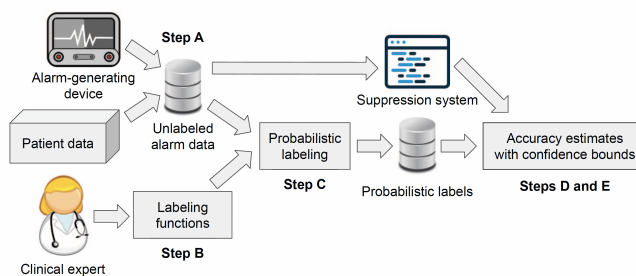 Step A
Alarm-generating
device
Unlabeled
alarm data
Suppression system
Patient data
Probabilistic
labeling
Step C
Probabilistic labels
Accuracy estimates
with confidence bounds
Steps D and E
Labeling
functions
Step B
Clinical expert